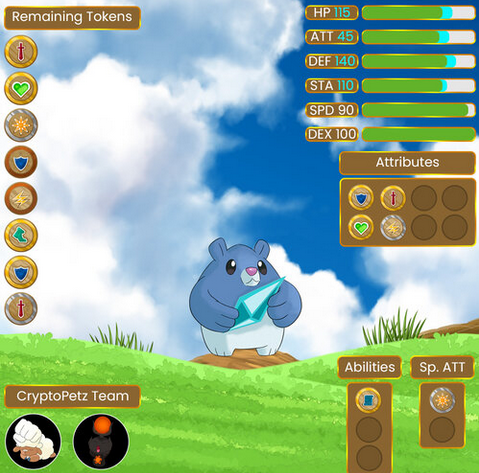 Remaining Tokens
HP 115
ATT 45
DEF 140
STA 110
SPD 90
DEX 100
Attributes
Abilities
Sp. ATT
CryptoPetz Team